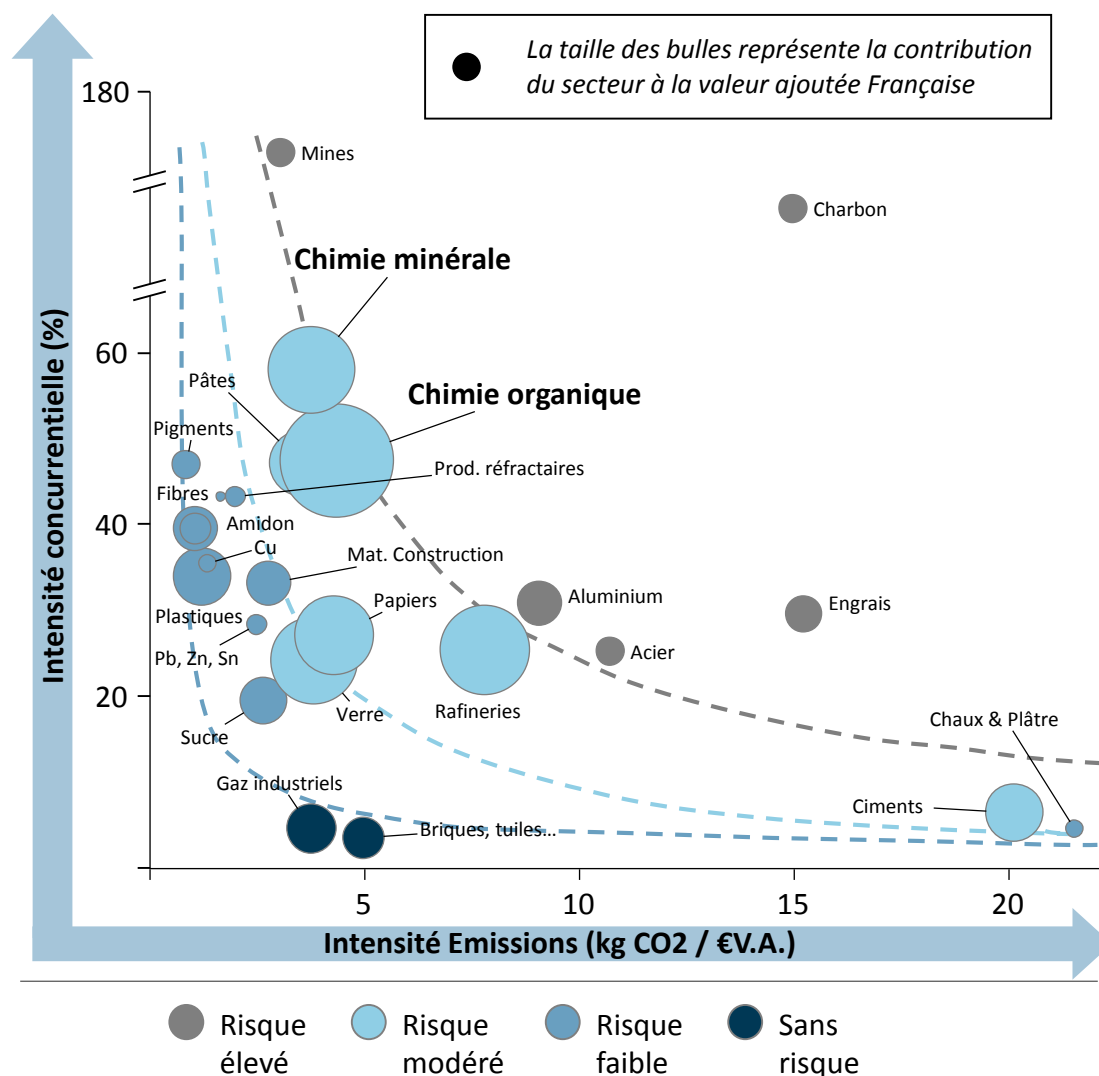 La taille des bulles représente la contribution
du secteur à la valeur ajoutée Française
180
Mines
Charbon
Chimie minérale
60
Pâtes
Chimie organique
Pigments
Prod. réfractaires
Fibres
40
Amidon
Cu
Mat. Construction
Plastiques
Papiers
Aluminium
Engrais
Pb, Zn, Sn
Acier
20
Verre
Rafineries
Sucre
Chaux & Plâtre
Gaz industriels
Ciments
Briques, tuiles...
Intensité concurrentielle (%)
5
10
15
20
Intensité Emissions (kg CO2 / €V.A.)
Risque
élevé
Risque
modéré
Risque
faible
Sans
risque